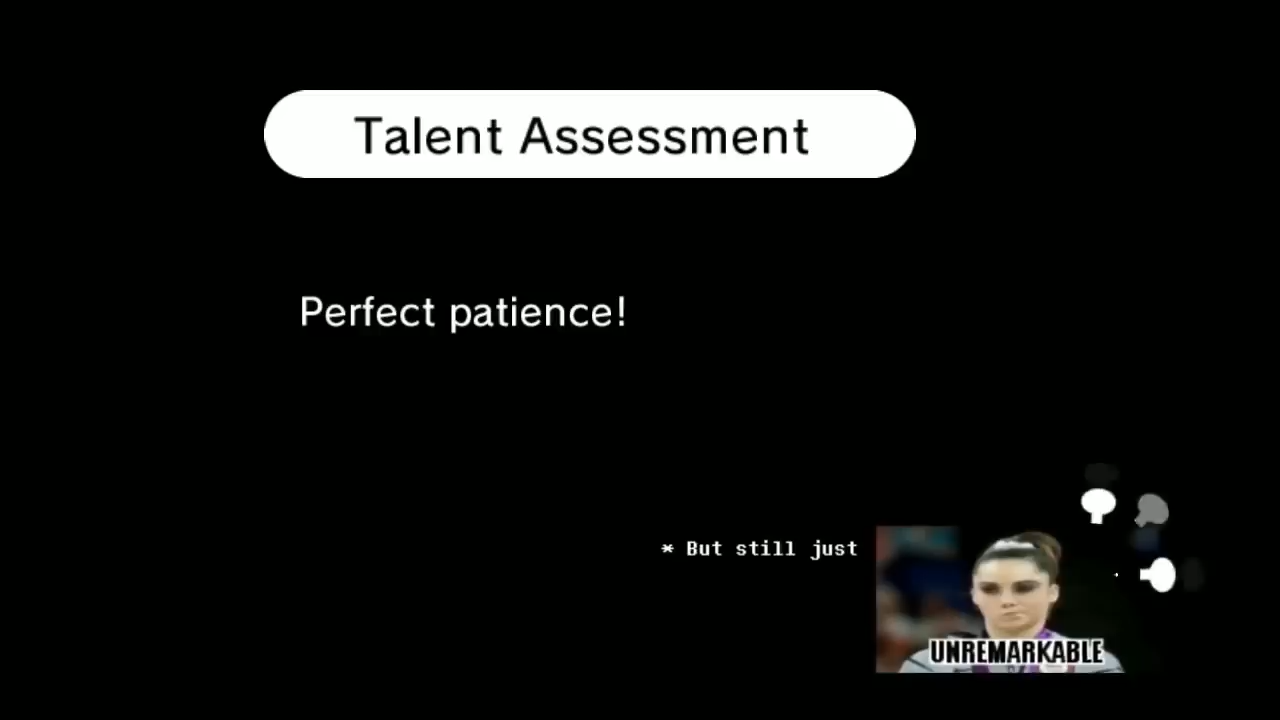 Talent Assessment
Perfect patience!
* But still just
UNREMARKABLE